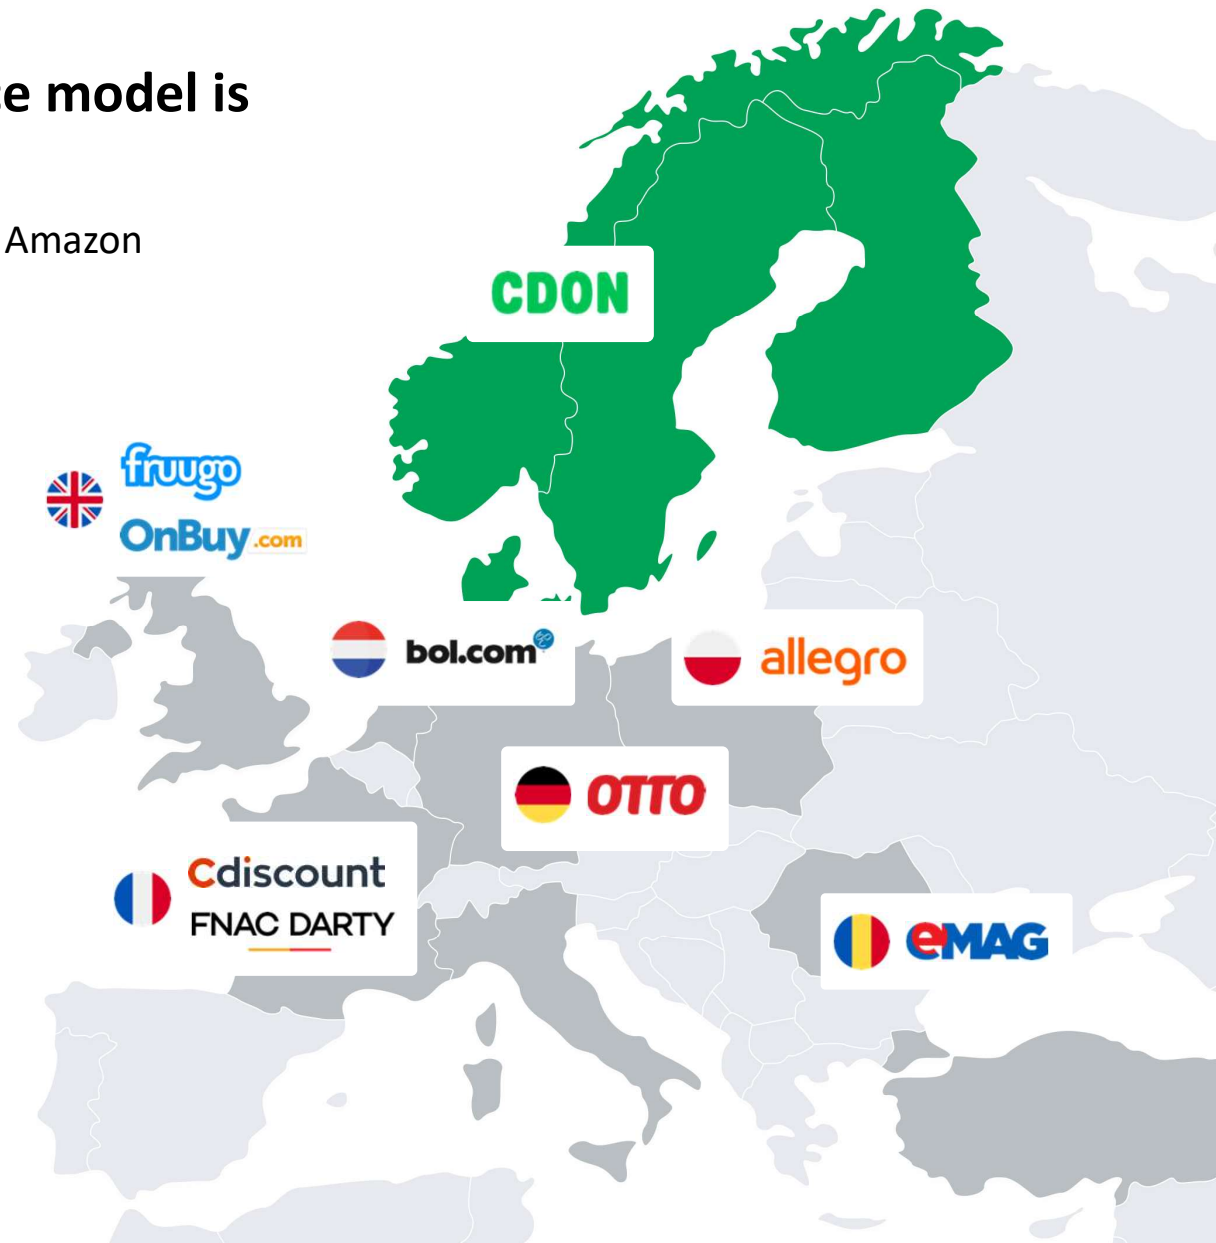 e model is
Amazon
CDON
fruugo
OnBuy.com
bol.com
allegro
OTTO
Cdiscount
FNAC DARTY
eMAG